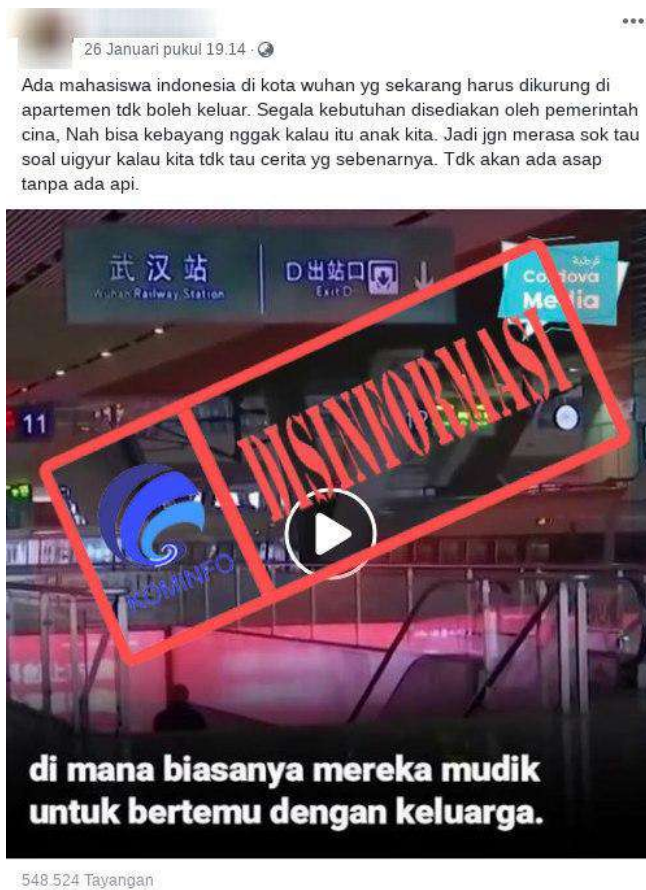 26 Januari pukul 19.14 ·
Ada mahasiswa indonesia di kota wuhan yg sekarang harus dikurung di
apartemen tdk boleh keluar. Segala kebutuhan disediakan oleh pemerintah
cina, Nah bisa kebayang nggak kalau itu anak kita. Jadi jgn merasa sok tau
soal uigyur kalau kita tdk tau cerita yg sebenarnya. Tdk akan ada asap
tanpa ada api.
武汉站
Wuhan Railway Station
D出站口
Exit D
قرطبة
Cordova
Media
11
12
DISINFORMASI
KOMINFO
di mana biasanya mereka mudik
untuk bertemu dengan keluarga.
548.524 Tayangan